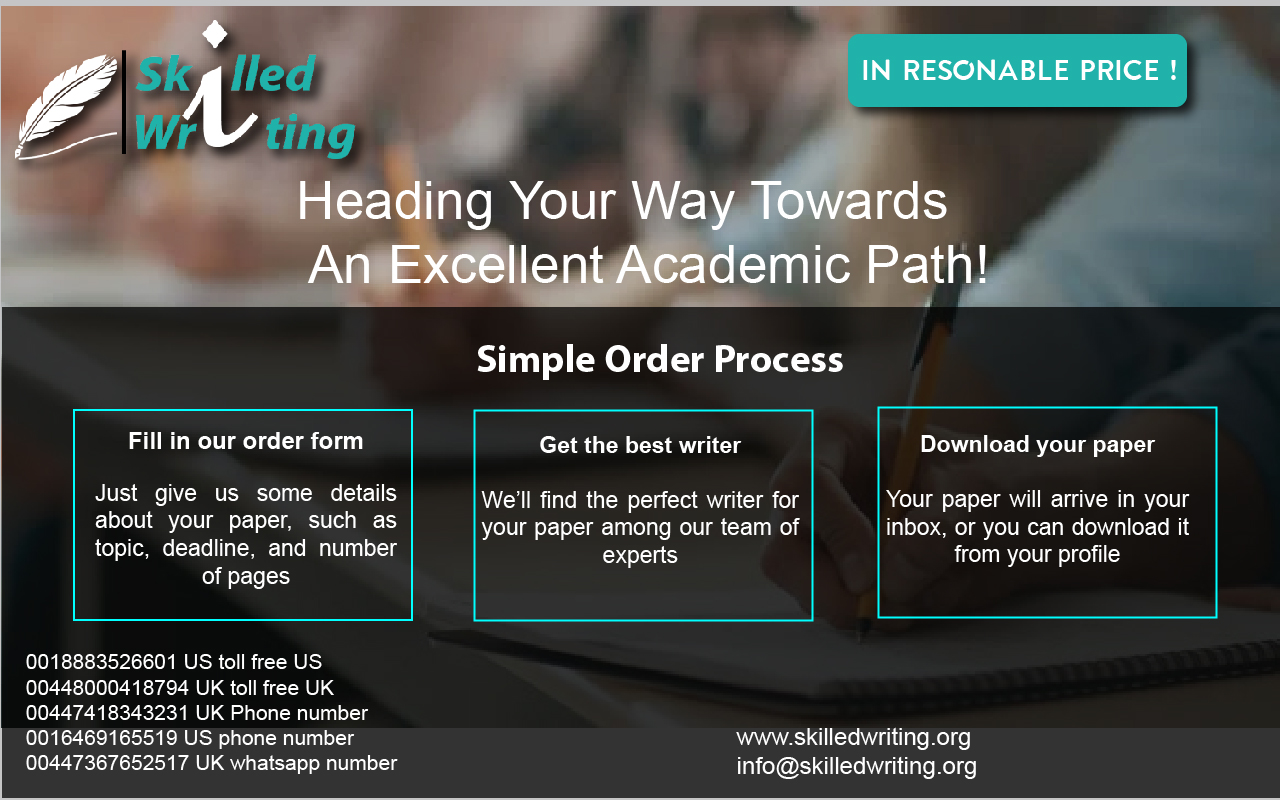 Skilled
Writing
IN RESONABLE PRICE !
Heading Your Way Towards
An Excellent Academic Path!
Simple Order Process
Fill in our order form
Just give us some details
about your paper, such as
topic, deadline, and number
of pages
Get the best writer
We’ll find the perfect writer for
your paper among our team of
experts
Download your paper
Your paper will arrive in your
inbox, or you can download it
from your profile
0018883526601 US toll free US
00448000418794 UK toll free UK
00447418343231 UK Phone number
0016469165519 US phone number
00447367652517 UK whatsapp number
www.skilledwriting.org
info@skilledwriting.org